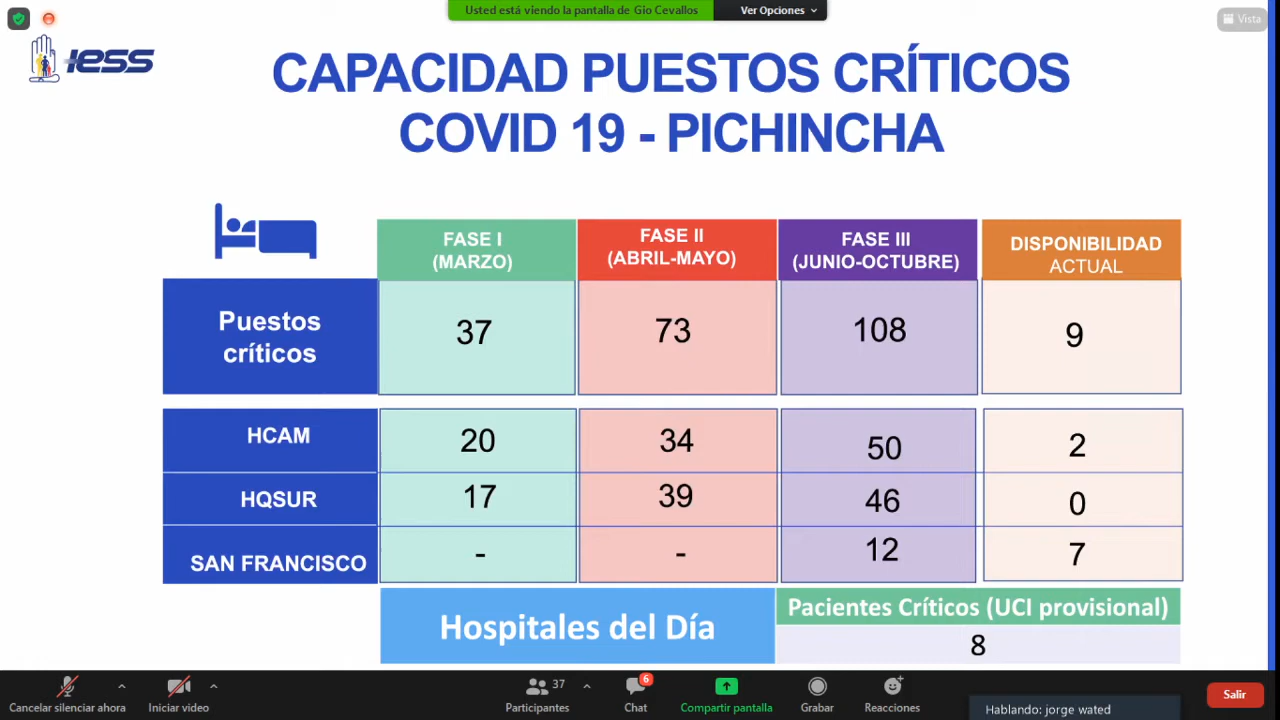 Usted está viendo la pantalla de Gio Cevallos
Ver Opciones
Vista
IESS
CAPACIDAD PUESTOS CRÍTICOS
COVID 19 - PICHINCHA
FASE I
(MARZO)
FASE II
(ABRIL-MAYO)
FASE III
(JUNIO-OCTUBRE)
DISPONIBILIDAD
ACTUAL
Puestos
críticos
37
73
108
9
HCAM
20
34
50
2
HQSUR
17
39
46
0
SAN FRANCISCO
-
-
12
7
Hospitales del Día
Pacientes Críticos (UCI provisional)
8
Cancelar silenciar ahora
Iniciar video
37
Participantes
6
Chat
Compartir pantalla
Grabar
Reacciones
Hablando: jorge wated
Salir